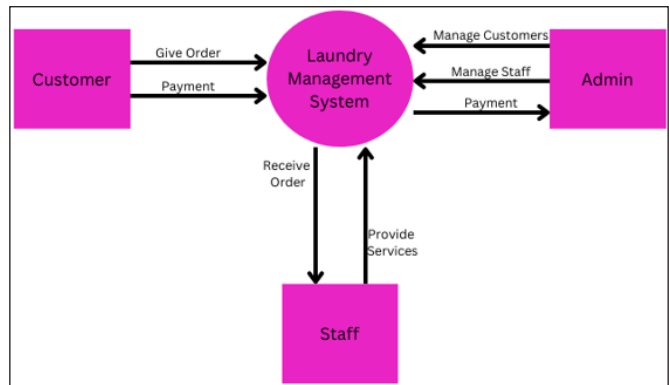 Customer
Give Order
Payment
Laundry
Management
System
Manage Customers
Manage Staff
Payment
Admin
Receive
Order
Provide
Services
Staff